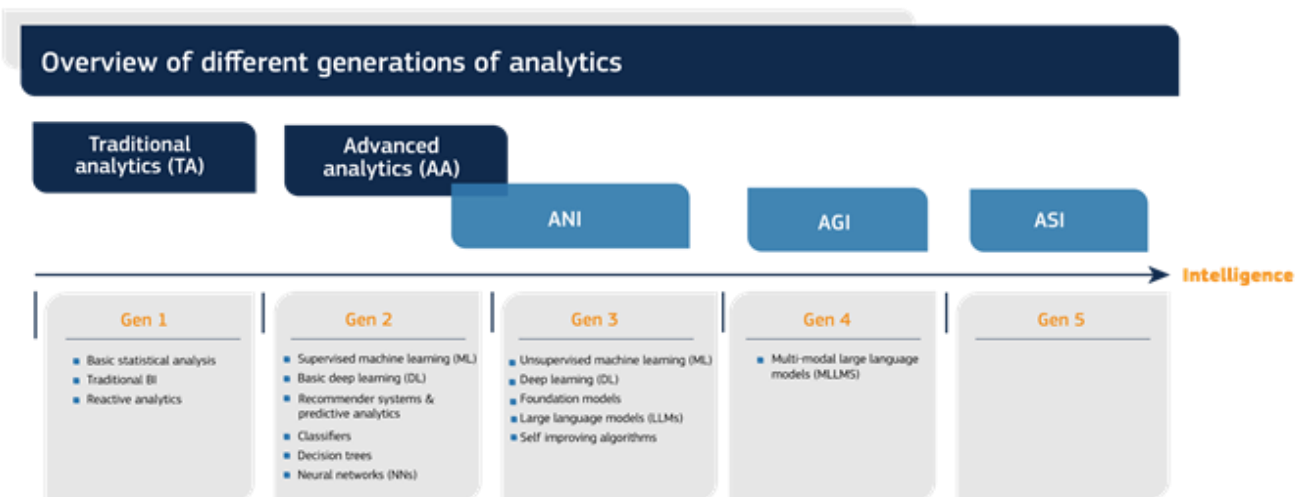 Overview of different generations of analytics
Traditional
analytics (TA)
Advanced
analytics (AA)
ANI
AGI
ASI
Intelligence
Gen 1
Basic statistical analysis
Traditional BI
Reactive analytics
Gen 2
Supervised machine learning (ML)
Basic deep learning (DL)
Recommender systems &
predictive analytics
Classifiers
Decision trees
Neural networks (NNs)
Gen 3
Unsupervised machine learning (ML)
Deep learning (DL)
Foundation models
Large language models (LLMs)
Self improving algorithms
Gen 4
Multi-modal large language
models (MLLMS)
Gen 5